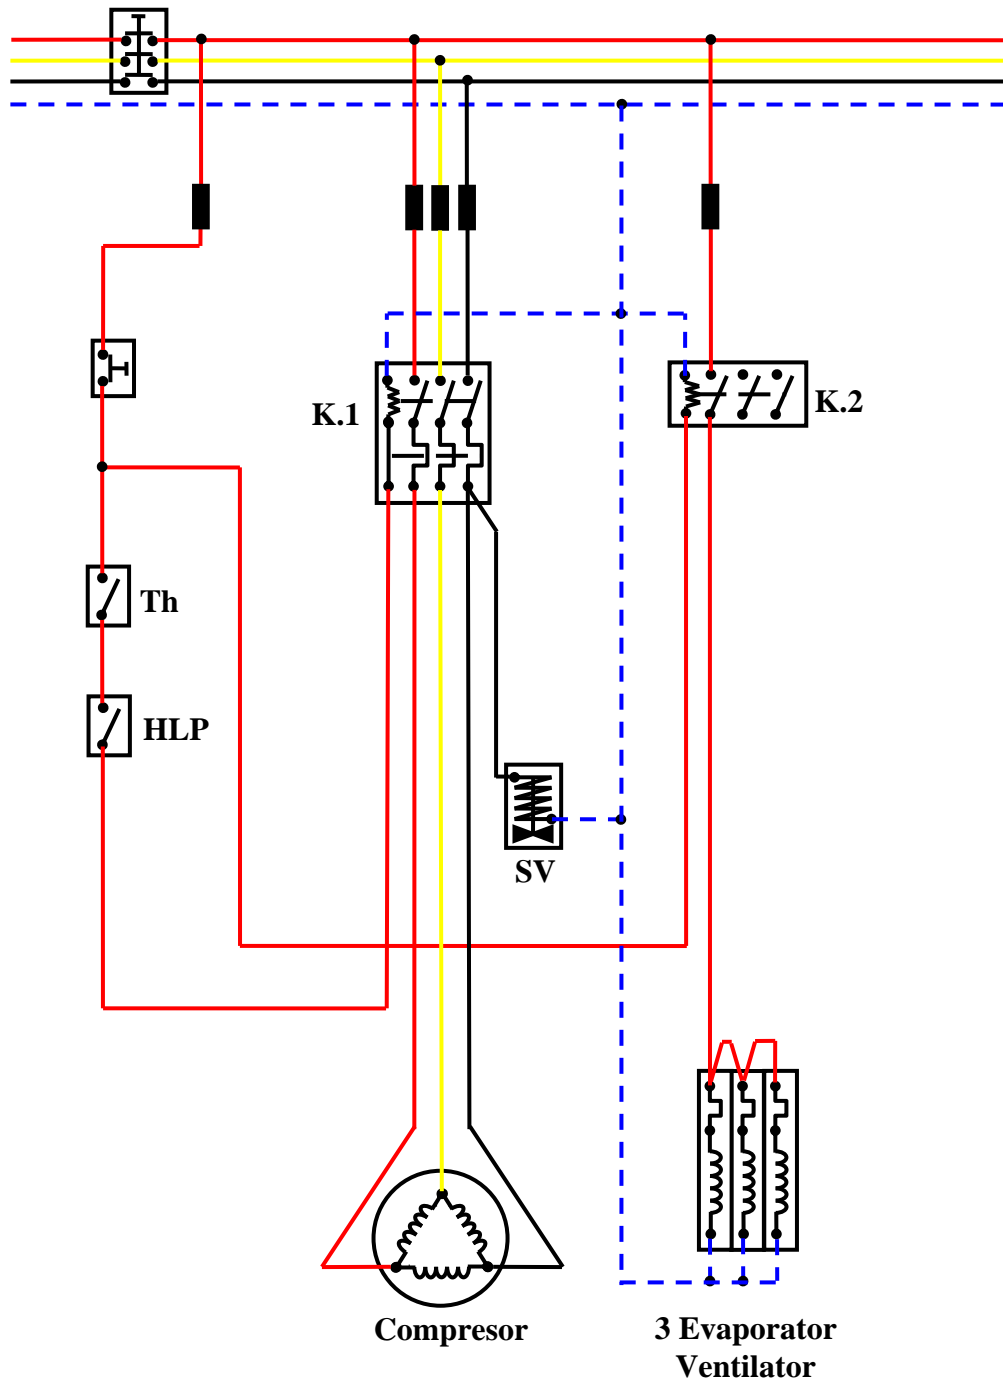 K.1
K.2
Th
HLP
SV
Compresor
3 Evaporator
Ventilator